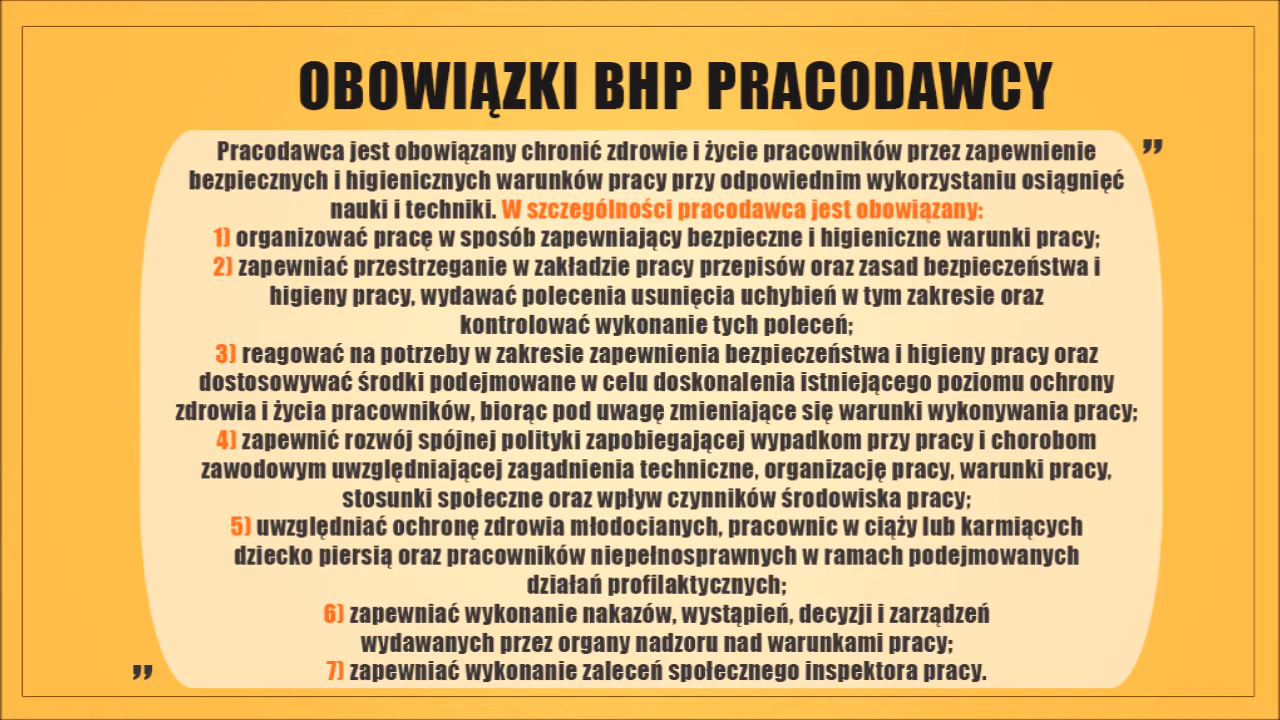 OBOWIĄZKI BHP PRACODAWCY
”
Pracodawca jest obowiązany chronić zdrowie i życie pracowników przez zapewnienie
bezpiecznych i higienicznych warunków pracy przy odpowiednim wykorzystaniu osiągnięć
nauki i techniki. W szczególności pracodawca jest obowiązany:
1) organizować pracę w sposób zapewniający bezpieczne i higieniczne warunki pracy;
2) zapewniać przestrzeganie w zakładzie pracy przepisów oraz zasad bezpieczeństwa i
higieny pracy, wydawać polecenia usunięcia uchybień w tym zakresie oraz
kontrolować wykonanie tych poleceń;
3) reagować na potrzeby w zakresie zapewnienia bezpieczeństwa i higieny pracy oraz
dostosowywać środki podejmowane w celu doskonalenia istniejącego poziomu ochrony
zdrowia i życia pracowników, biorąc pod uwagę zmieniające się warunki wykonywania pracy;
4) zapewnić rozwój spójnej polityki zapobiegającej wypadkom przy pracy i chorobom
zawodowym uwzględniającej zagadnienia techniczne, organizację pracy, warunki pracy,
stosunki społeczne oraz wpływ czynników środowiska pracy;
5) uwzględniać ochronę zdrowia młodocianych, pracownic w ciąży lub karmiących
dziecko piersią oraz pracowników niepełnosprawnych w ramach podejmowanych
działań profilaktycznych;
6) zapewniać wykonanie nakazów, wystąpień, decyzji i zarządzeń
wydawanych przez organy nadzoru nad warunkami pracy;
7) zapewniać wykonanie zaleceń społecznego inspektora pracy.
”